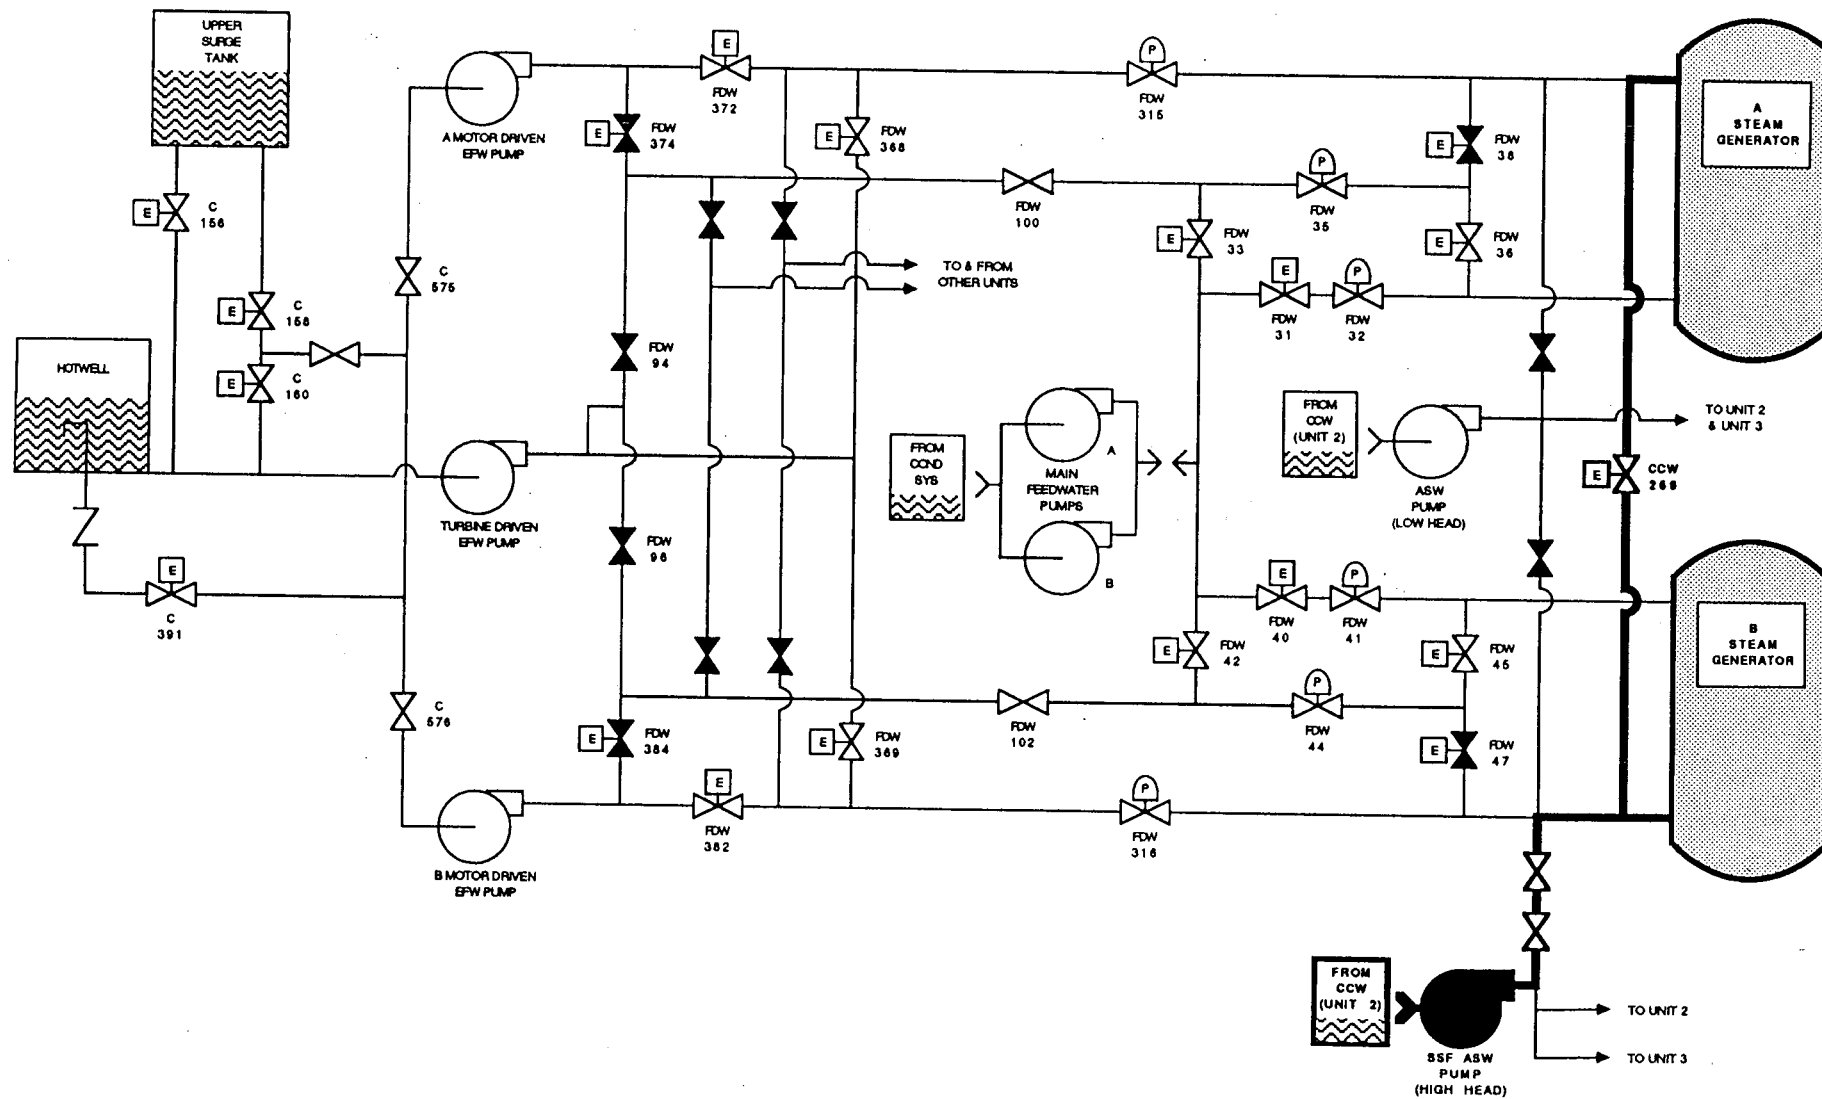 UPPER
SURGE
TANK
E
C
156
E
C
158
E
C
160
HOTWELL
E
C
391
C
575
C
576
A MOTOR DRIVEN
EFW PUMP
TURBINE DRIVEN
EFW PUMP
B MOTOR DRIVEN
EFW PUMP
E
FDW
372
E
FDW
374
E
FDW
368
FDW
94
FDW
96
E
FDW
384
E
FDW
382
E
FDW
369
TO & FROM
OTHER UNITS
FDW
100
FDW
102
P
FDW
315
P
FDW
316
E
FDW
38
P
FDW
35
E
FDW
36
E
FDW
33
E
FDW
31
P
FDW
32
FROM
COND
SYS
A
MAIN
FEEDWATER
PUMPS
B
FROM
CCW
(UNIT 2)
ASW
PUMP
(LOW HEAD)
TO UNIT 2
& UNIT 3
E
CCW
268
E
FDW
40
P
FDW
41
E
FDW
42
E
FDW
45
P
FDW
44
E
FDW
47
A
STEAM
GENERATOR
B
STEAM
GENERATOR
FROM
CCW
(UNIT 2)
SSF ASW
PUMP
(HIGH HEAD)
TO UNIT 2
TO UNIT 3